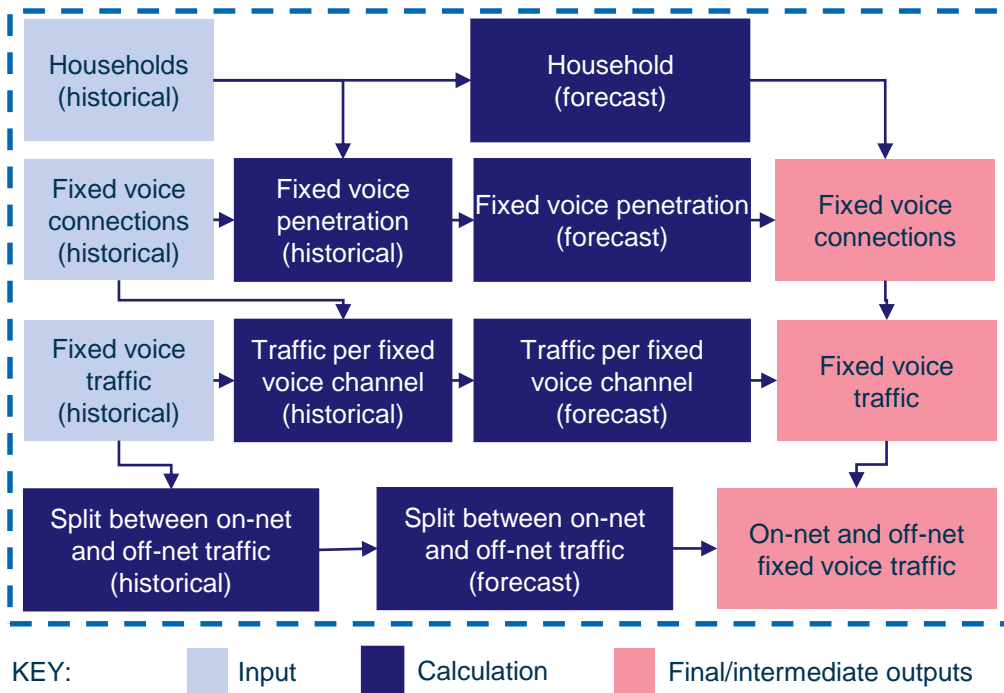 Households
(historical)
Household
(forecast)
Fixed voice
connections
(historical)
Fixed voice
penetration
(historical)
Fixed voice penetration
(forecast)
Fixed voice
connections
Fixed voice
traffic
(historical)
Traffic per fixed
voice channel
(historical)
Traffic per fixed
voice channel
(forecast)
Fixed voice
traffic
Split between on-net
and off-net traffic
(historical)
Split between on-net
and off-net traffic
(forecast)
On-net and off-net
fixed voice traffic
KEY:
Input
Calculation
Final/intermediate outputs